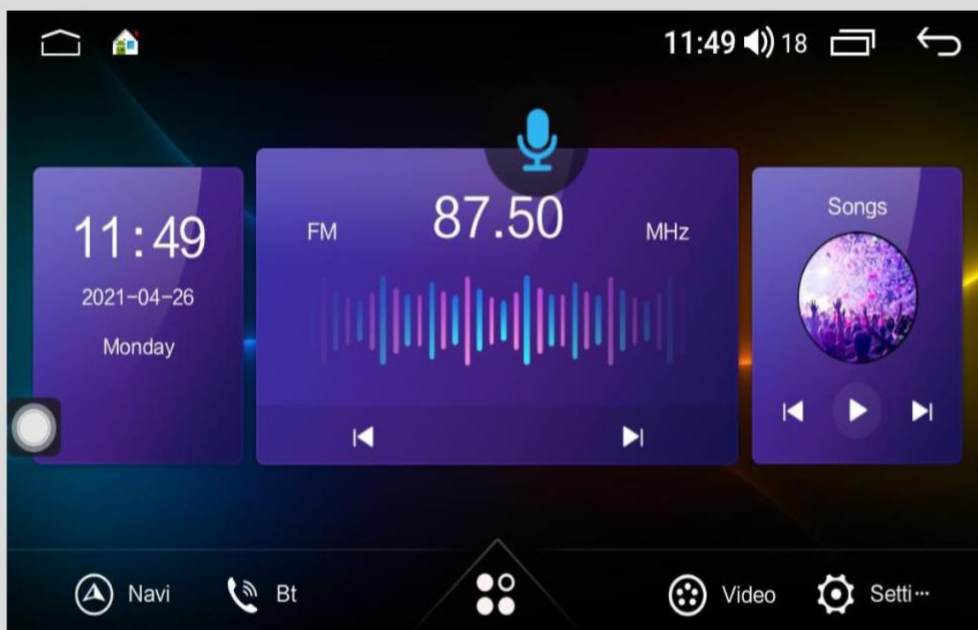 11:49 18
11:49
2021-04-26
Monday
FM 87.50 MHz
Songs
Navi Bt Video Setti···